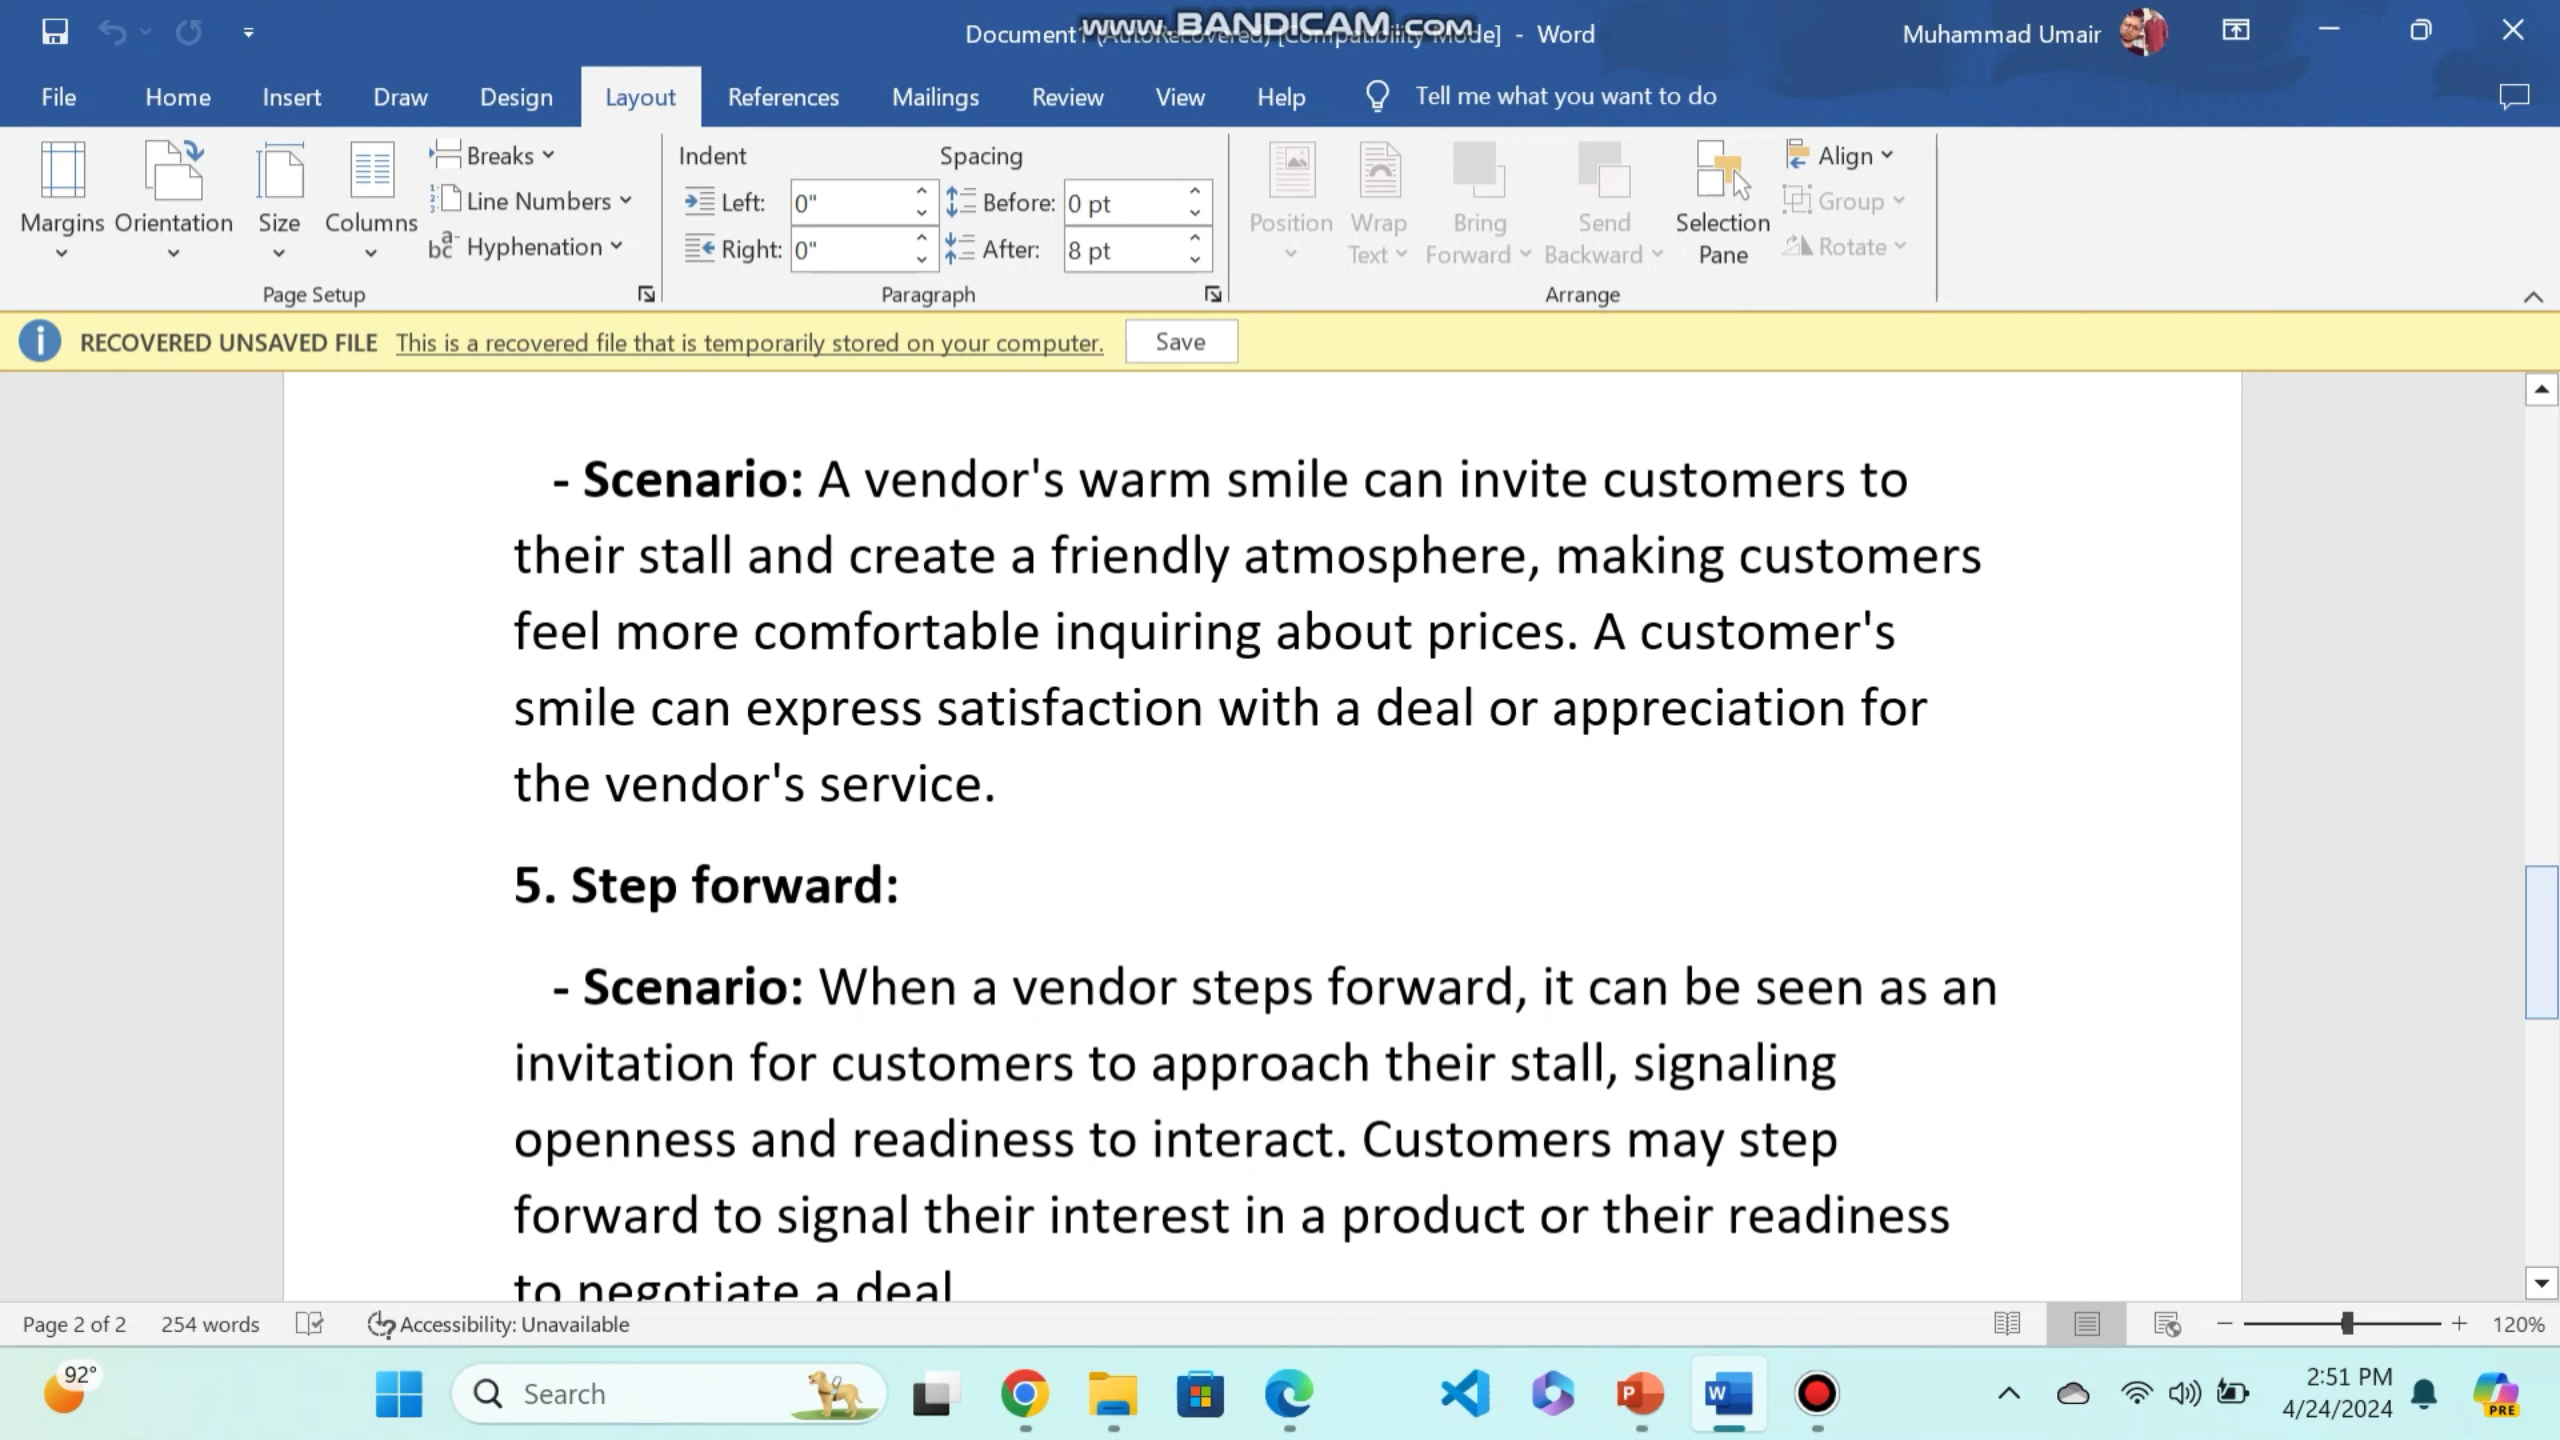 www.BANDICAM.com
Document1 (AutoRecovered) [Compatibility Mode] - Word
Muhammad Umair
File Home Insert Draw Design Layout References Mailings Review View Help Tell me what you want to do
Margins Orientation Size Columns
Breaks
Line Numbers
Hyphenation
Page Setup
Indent Spacing
Left: 0" Before: 0 pt
Right: 0" After: 8 pt
Paragraph
Position Wrap Text Bring Forward Send Backward Selection Pane
Align
Group
Rotate
Arrange
RECOVERED UNSAVED FILE This is a recovered file that is temporarily stored on your computer. Save
- Scenario: A vendor's warm smile can invite customers to
their stall and create a friendly atmosphere, making customers
feel more comfortable inquiring about prices. A customer's
smile can express satisfaction with a deal or appreciation for
the vendor's service.
5. Step forward:
- Scenario: When a vendor steps forward, it can be seen as an
invitation for customers to approach their stall, signaling
openness and readiness to interact. Customers may step
forward to signal their interest in a product or their readiness
to negotiate a deal
Page 2 of 2 254 words Accessibility: Unavailable 120%
92°
Search
2:51 PM
4/24/2024
PRE